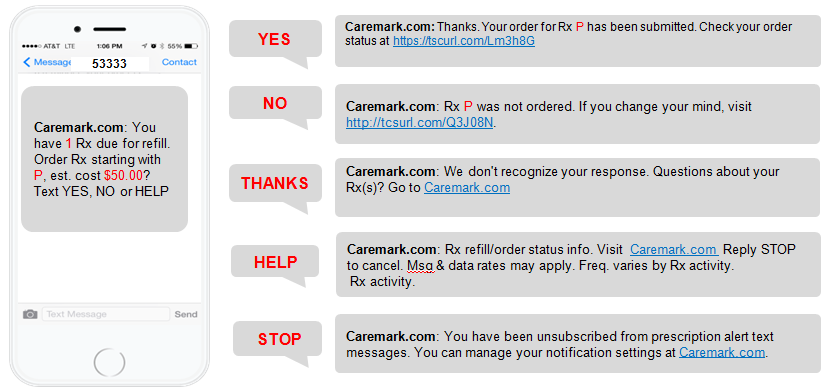 AT&T LTE 1:06 PM 55%
Message 53333 Contact
Caremark.com: You
have 1 Rx due for refill.
Order Rx starting with
P, est. cost $50.00?
Text YES, NO or HELP
Text Message Send
YES
Caremark.com: Thanks. Your order for Rx P has been submitted. Check your order
status at https://tscurl.com/Lm3h8G
NO
Caremark.com: Rx P was not ordered. If you change your mind, visit
http://tcsurl.com/Q3J08N.
THANKS
Caremark.com: We don't recognize your response. Questions about your
Rx(s)? Go to Caremark.com
HELP
Caremark.com: Rx refill/order status info. Visit Caremark.com Reply STOP
to cancel. Msg & data rates may apply. Freq. varies by Rx activity.
Rx activity.
STOP
Caremark.com: You have been unsubscribed from prescription alert text
messages. You can manage your notification settings at Caremark.com.